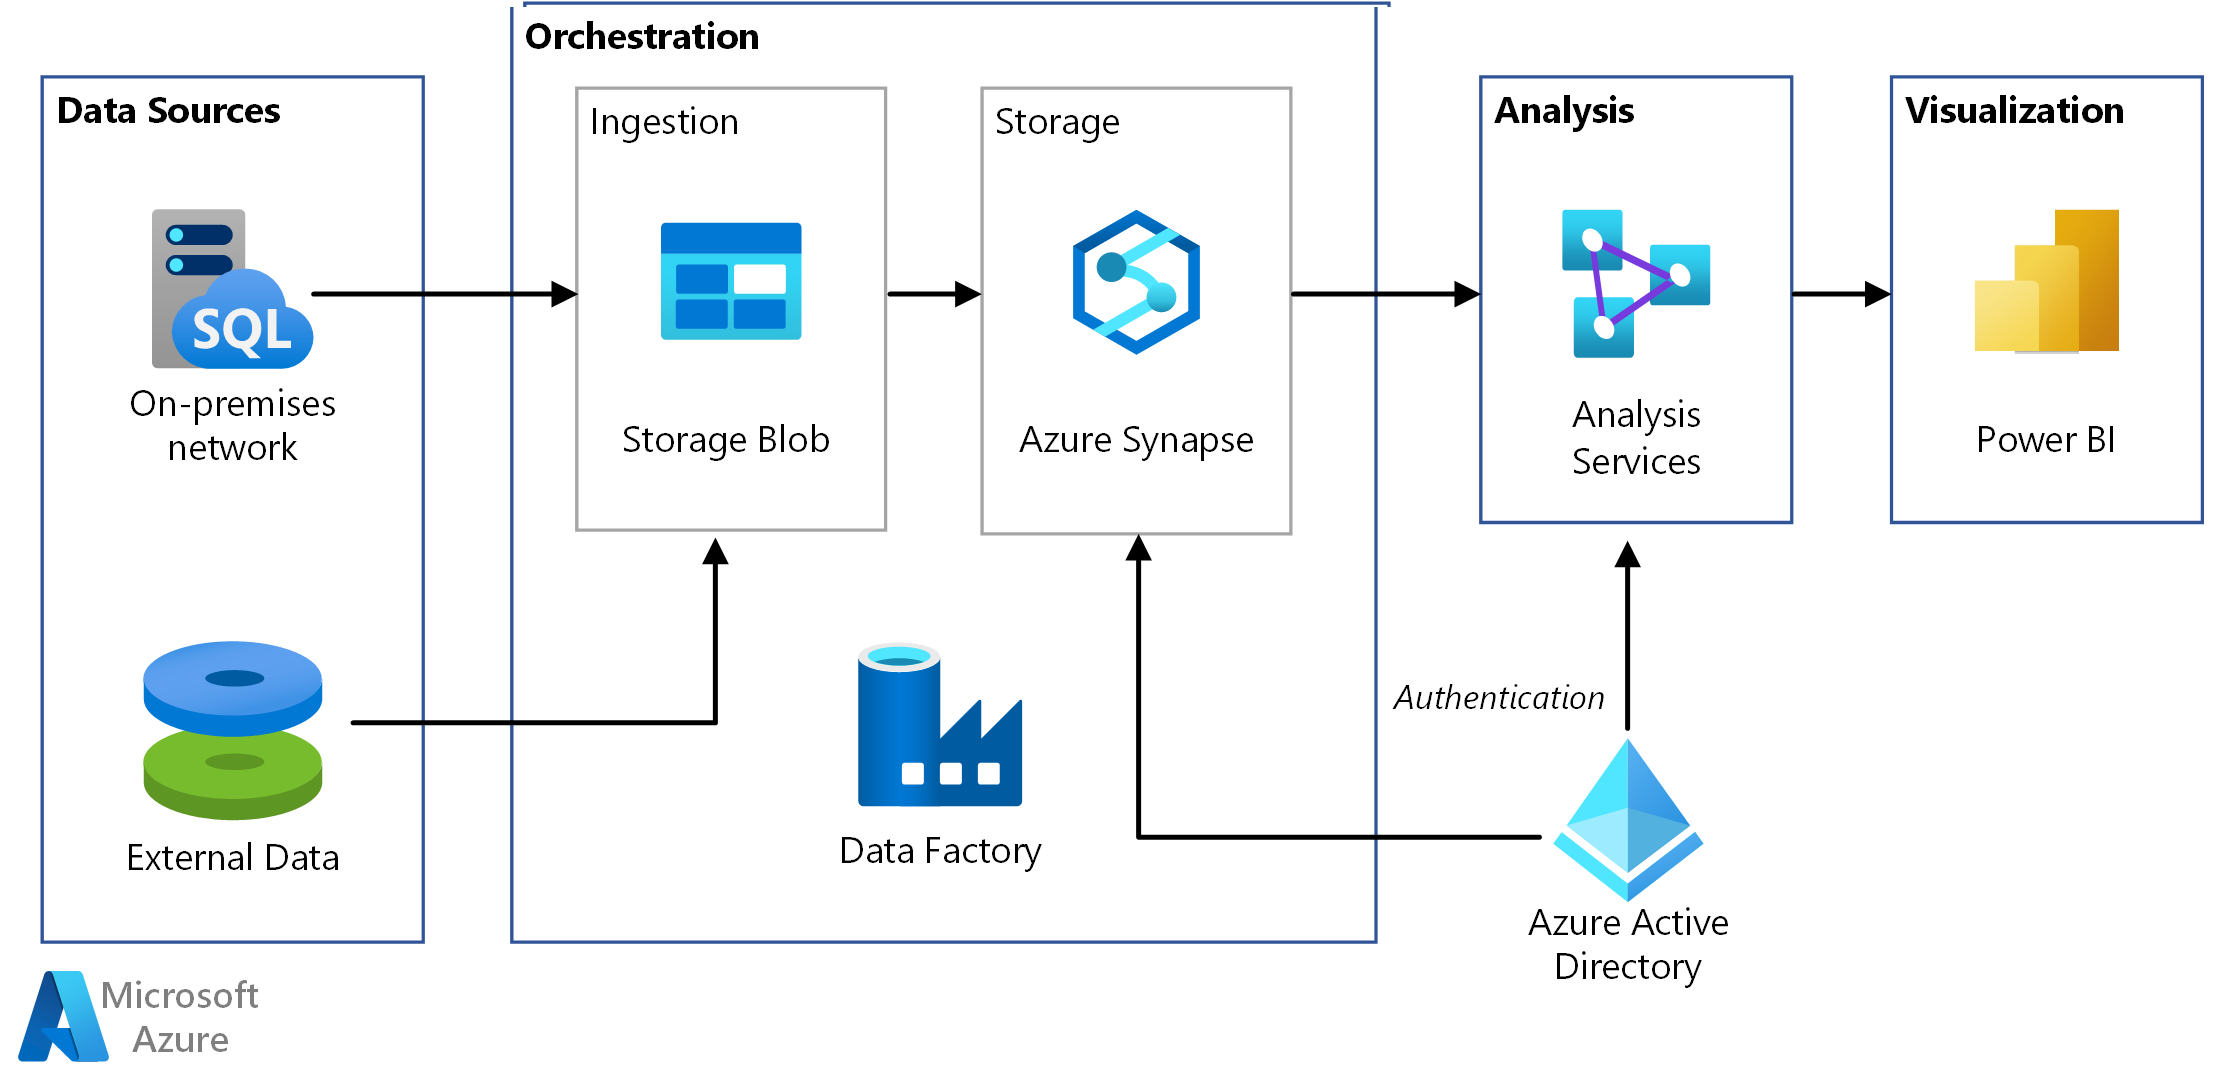 Orchestration
Data Sources
Ingestion
Storage
Analysis
Visualization
SQL
On-premises
network
Storage Blob
Azure Synapse
Analysis
Services
Power BI
External Data
Data Factory
Authentication
Azure Active
Directory
Microsoft
Azure